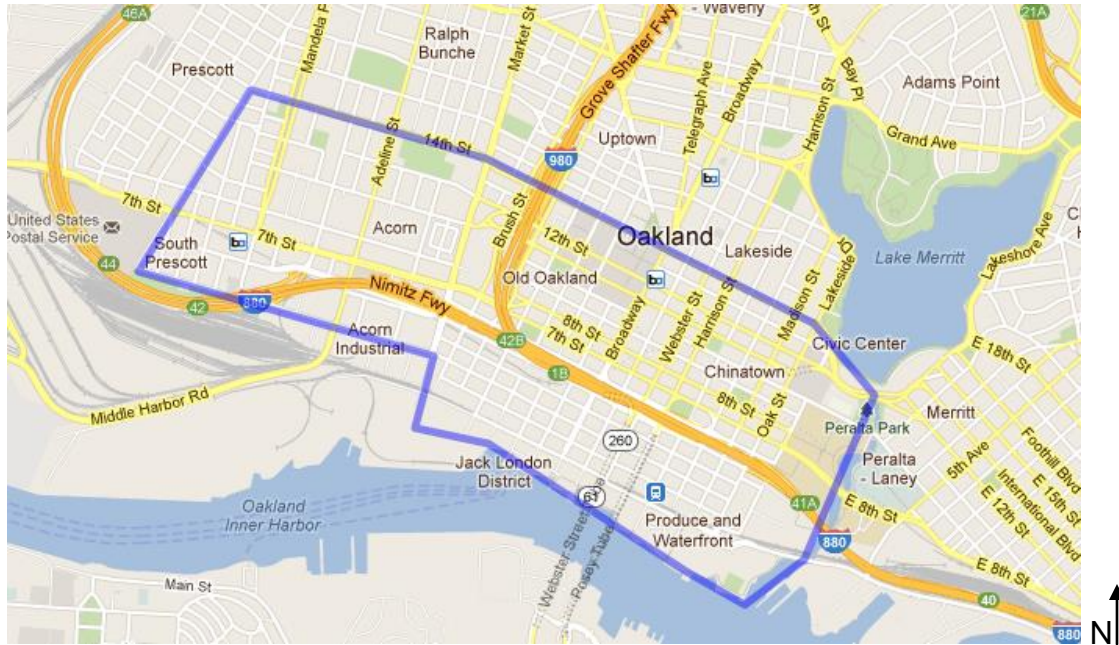 46A
- Waverly
21A
Ralph
Bunche
Mandela P
Market St
Grove Shafter Fwy
Prescott
Adeline St
14th St
980
Uptown
Telegraph Ave
Broadway
Harrison St
Bay Pl
Adams Point
Grand Ave
7th St
United States
Postal Service
South
Prescott
7th St
Acorn
Brush St
12th St
Oakland
Lakeside
Lake Merritt
Lakeshore Ave
Old Oakland
44
42
880
Nimitz Fwy
Acorn
Industrial
42B
1B
8th St
7th St
Broadway
Webster St
Harrison St
Madison St
Lakeside Dr
Civic Center
E 18th St
Chinatown
8th St
Oak St
Peralta Park
Merritt
Middle Harbor Rd
260
Jack London
District
61
Peralta
- Laney
5th Ave
Foothill Blvd
E 15th St
International Blvd
E 12th St
Oakland
Inner Harbor
Produce and
Waterfront
41A
E 8th St
880
E 8th St
Webster Street
Posey Tube
Main St
40
880
N